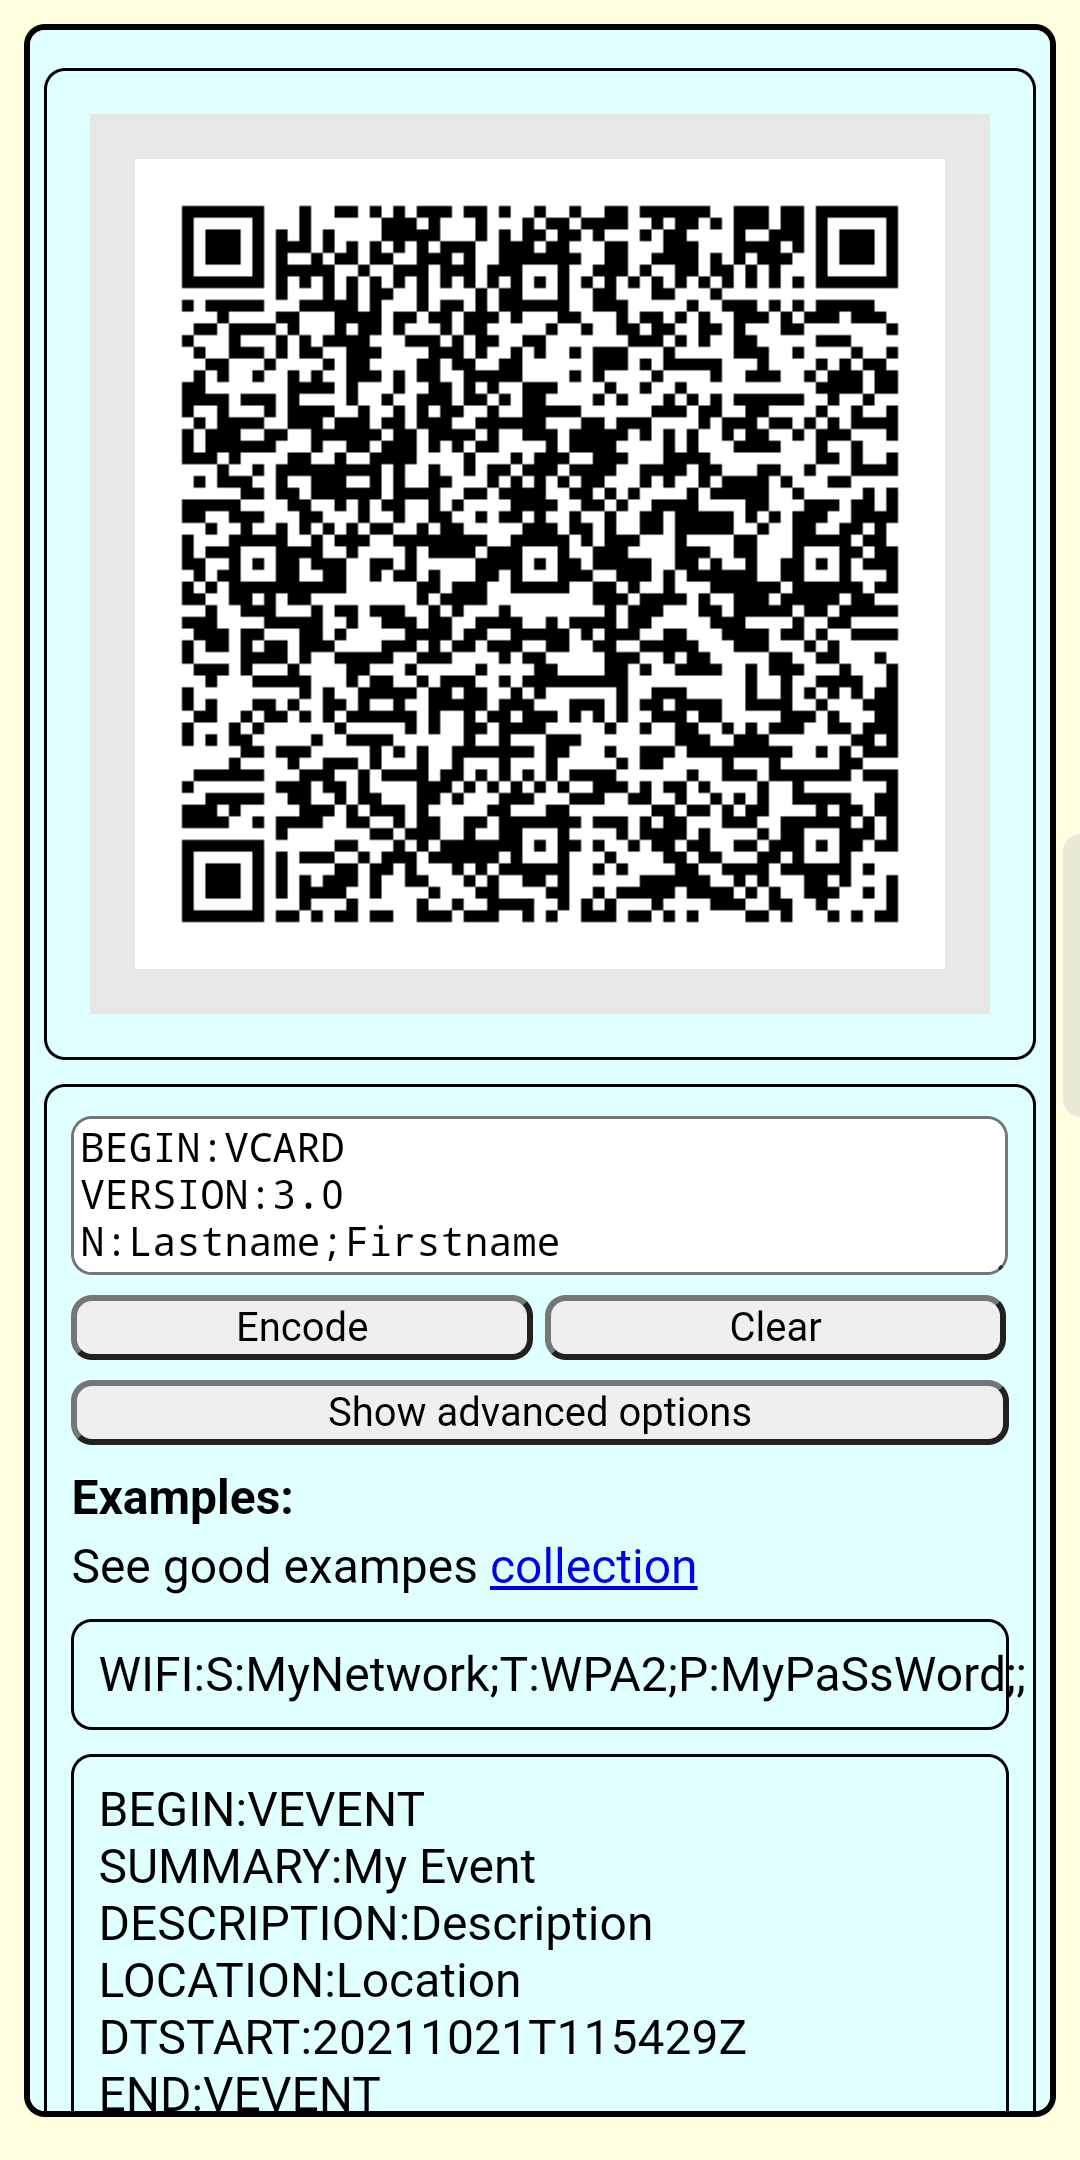 BEGIN:VCARD
VERSION:3.0
N:Lastname;Firstname
Encode
Clear
Show advanced options
Examples:
See good exampes collection
WIFI:S:MyNetwork;T:WPA2;P:MyPaSsWord;;
BEGIN:VEVENT
SUMMARY:My Event
DESCRIPTION:Description
LOCATION:Location
DTSTART:20211021T115429Z
END:VEVENT